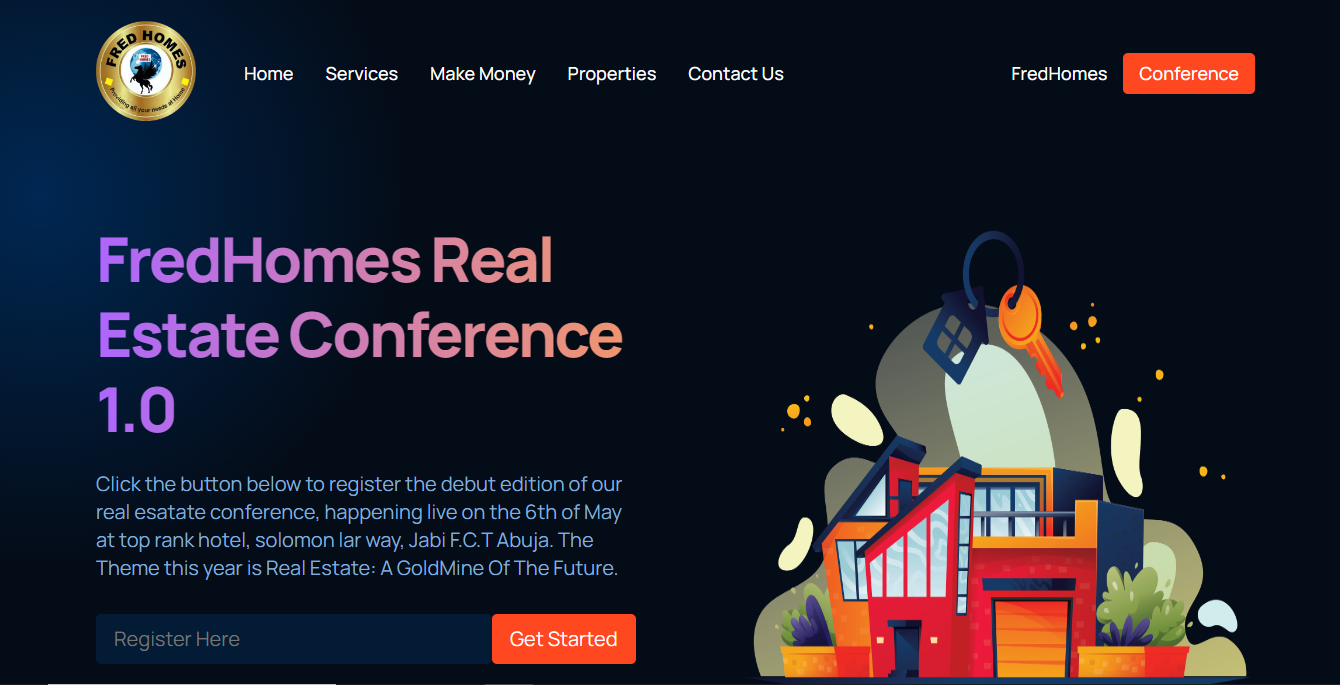 FRED HOMES
FRED
HOMES
Providing all your needs at Home
Home Services Make Money Properties Contact Us FredHomes Conference
FredHomes Real
Estate Conference
1.0
Click the button below to register the debut edition of our
real esatate conference, happening live on the 6th of May
at top rank hotel, solomon lar way, Jabi F.C.T Abuja. The
Theme this year is Real Estate: A GoldMine Of The Future.
Register Here Get Started